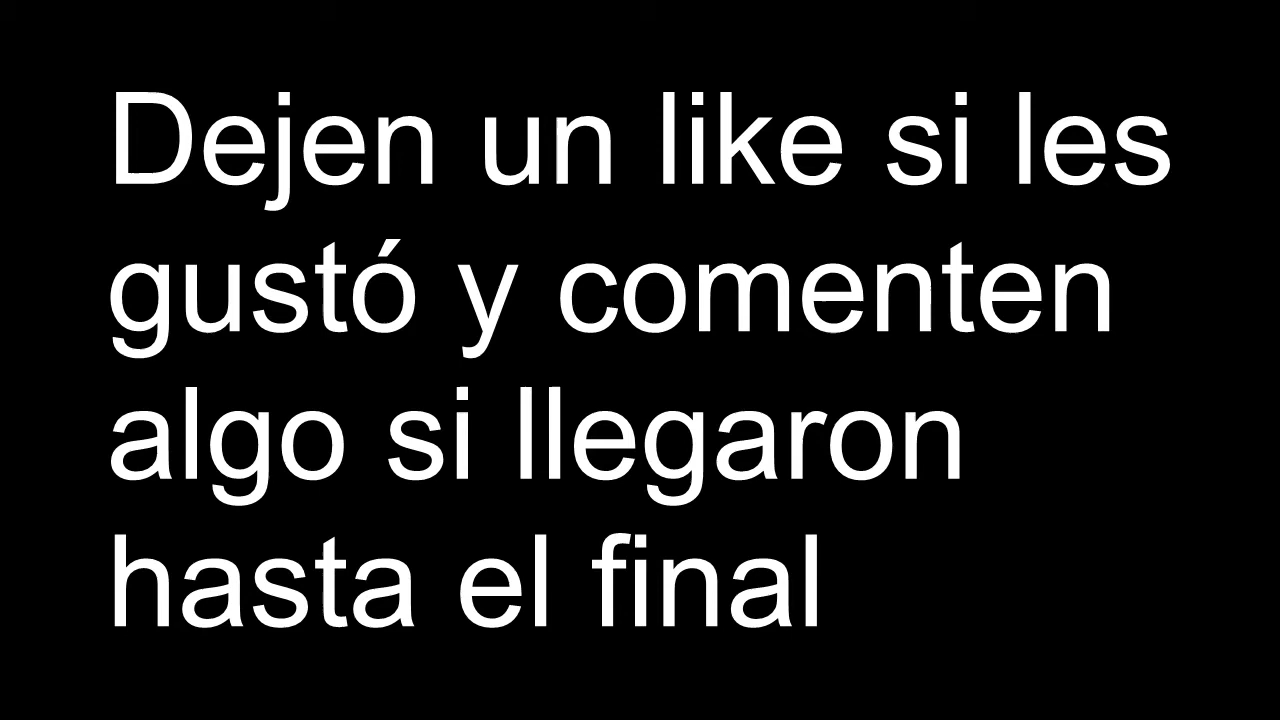 Dejen un like si les
gustó y comenten
algo si llegaron
hasta el final